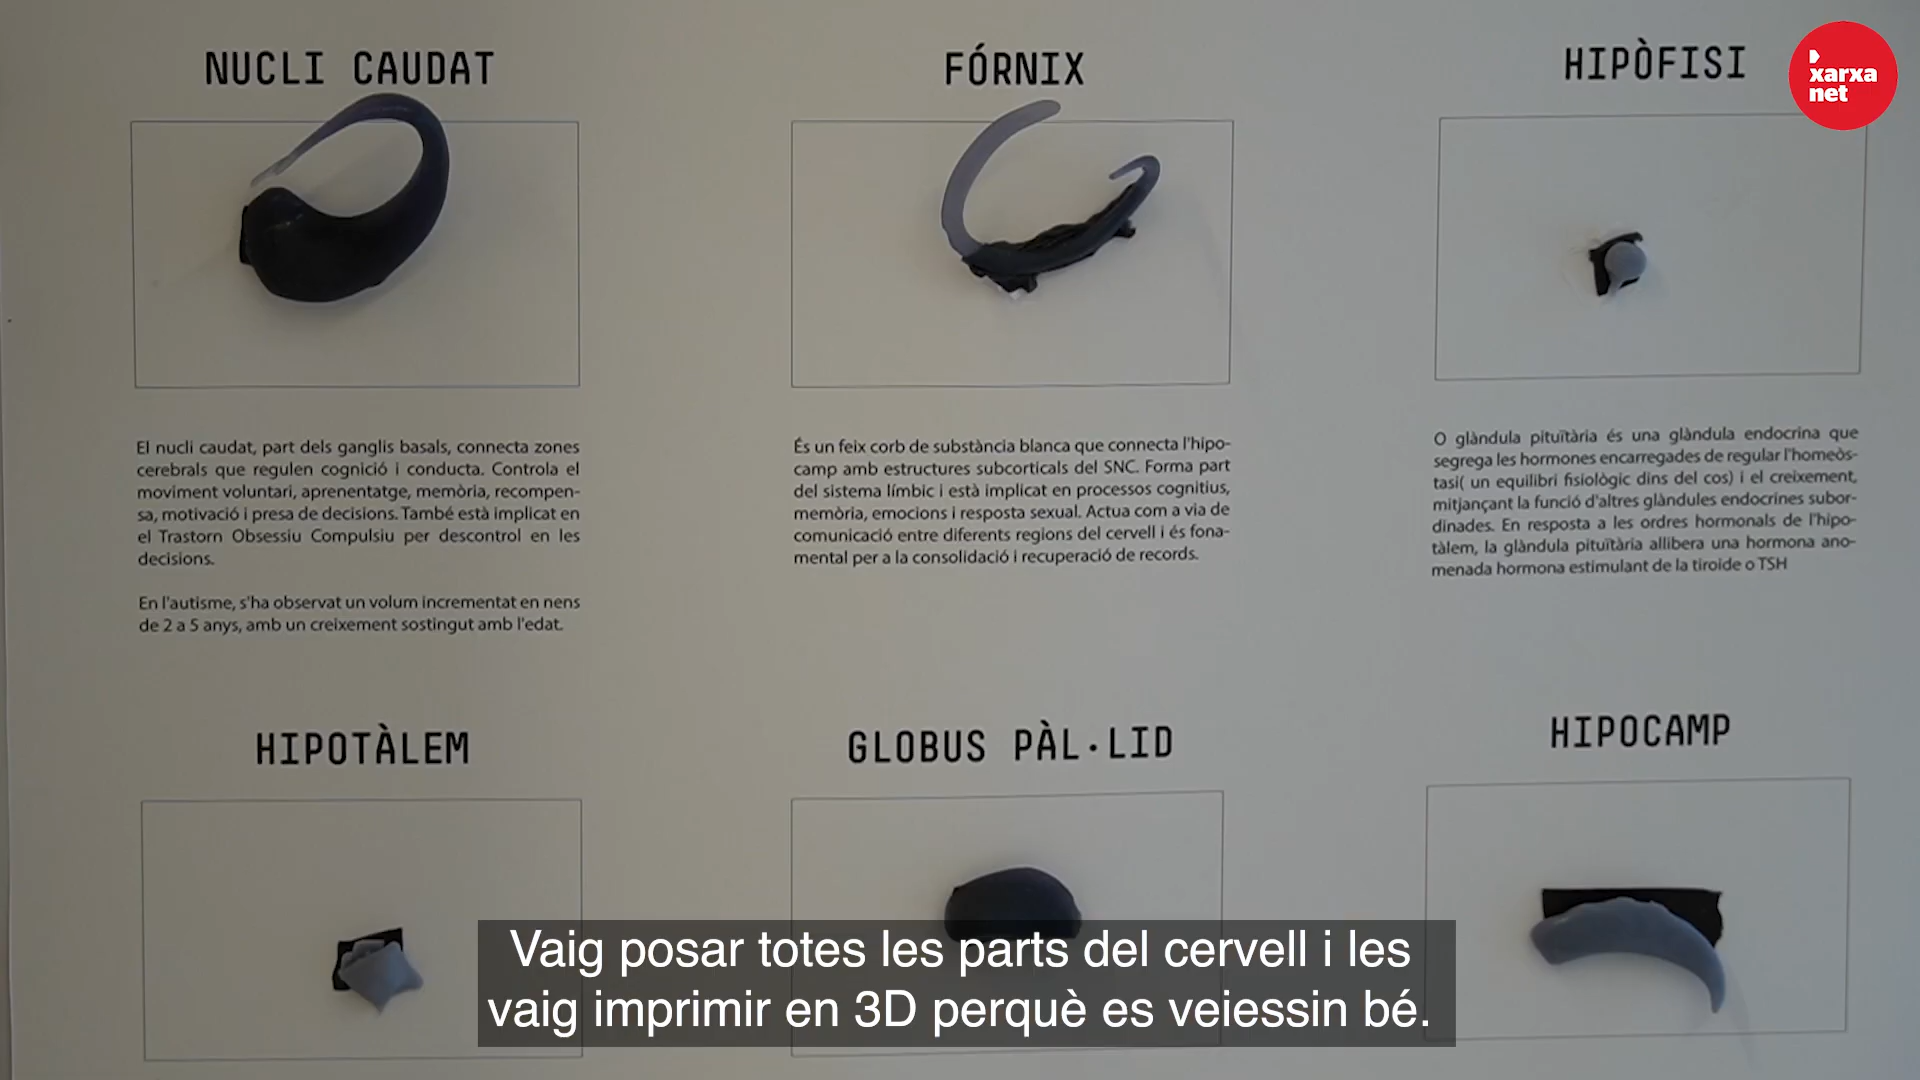 NUCLI CAUDAT
El nucli caudat, part dels ganglis basals, connecta zones
cerebrals que regulen cognició i conducta. Controla el
moviment voluntari, aprenentatge, memòria, recompen-
sa, motivació i presa de decisions. També està implicat en
el Trastorn Obsessiu Compulsiu per descontrol en les
decisions.
En l'autisme, s'ha observat un volum incrementat en nens
de 2 a 5 anys, amb un creixement sostingut amb l'edat.
FÓRNIX
És un feix corb de substància blanca que connecta l'hipo-
camp amb estructures subcorticals del SNC. Forma part
del sistema límbic i està implicat en processos cognitius,
memòria, emocions i resposta sexual. Actua com a via de
comunicació entre diferents regions del cervell i és fona-
mental per a la consolidació i recuperació de records.
HIPÒFISI
O glàndula pituïtària és una glàndula endocrina que
segrega les hormones encarregades de regular l'homeòs-
tasi( un equilibri fisiològic dins del cos) i el creixement,
mitjançant la funció d'altres glàndules endocrines subor-
dinades. En resposta a les ordres hormonals de l'hipo-
tàlem, la glàndula pituïtària allibera una hormona ano-
menada hormona estimulant de la tiroide o TSH
xarxa
net
HIPOTÀLEM
GLOBUS PÀL·LID
HIPOCAMP
Vaig posar totes les parts del cervell i les
vaig imprimir en 3D perquè es veiessin bé.